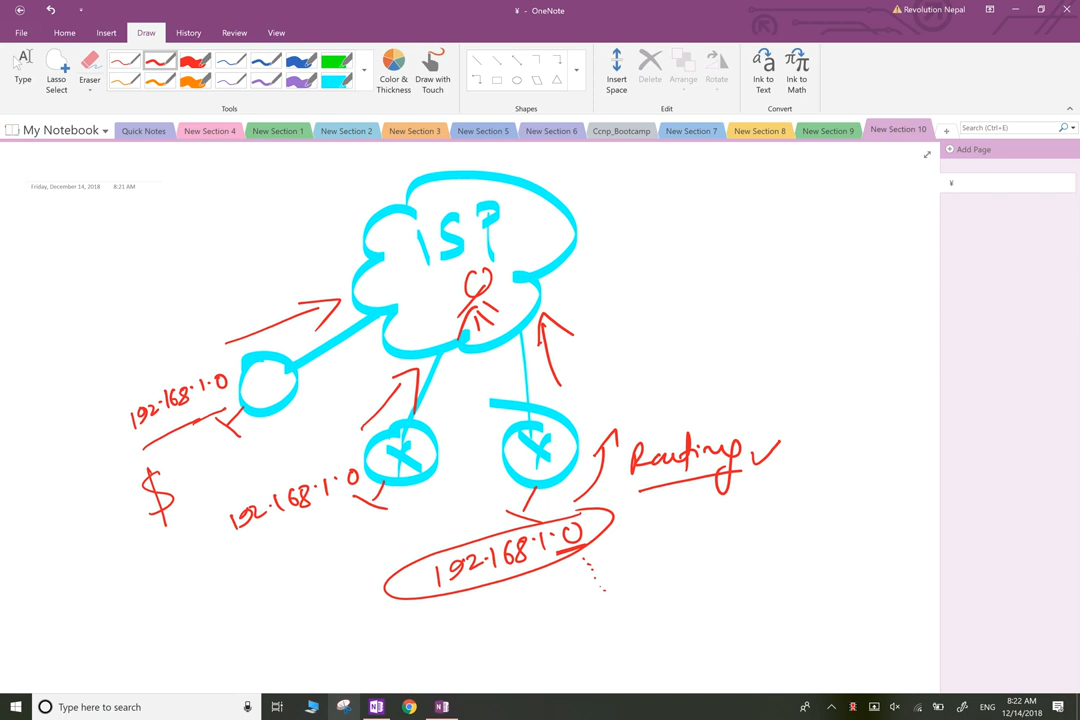 ¥ - OneNote
Revolution Nepal
File Home Insert Draw History Review View
Type
Lasso Select
Eraser
Color & Thickness
Draw with Touch
Insert Space
Delete
Arrange
Rotate
Ink to Text
Ink to Math
Tools
Shapes
Edit
Convert
My Notebook
Quick Notes
New Section 4
New Section 1
New Section 2
New Section 3
New Section 5
New Section 6
Ccnp_Bootcamp
New Section 7
New Section 8
New Section 9
New Section 10
Search (Ctrl+E)
Add Page
¥
Friday, December 14, 2018 8:21 AM
ISP
192.168.1.0
$
192.168.1.0
Routing
192.168.1.0
Type here to search
ENG
8:22 AM
12/14/2018